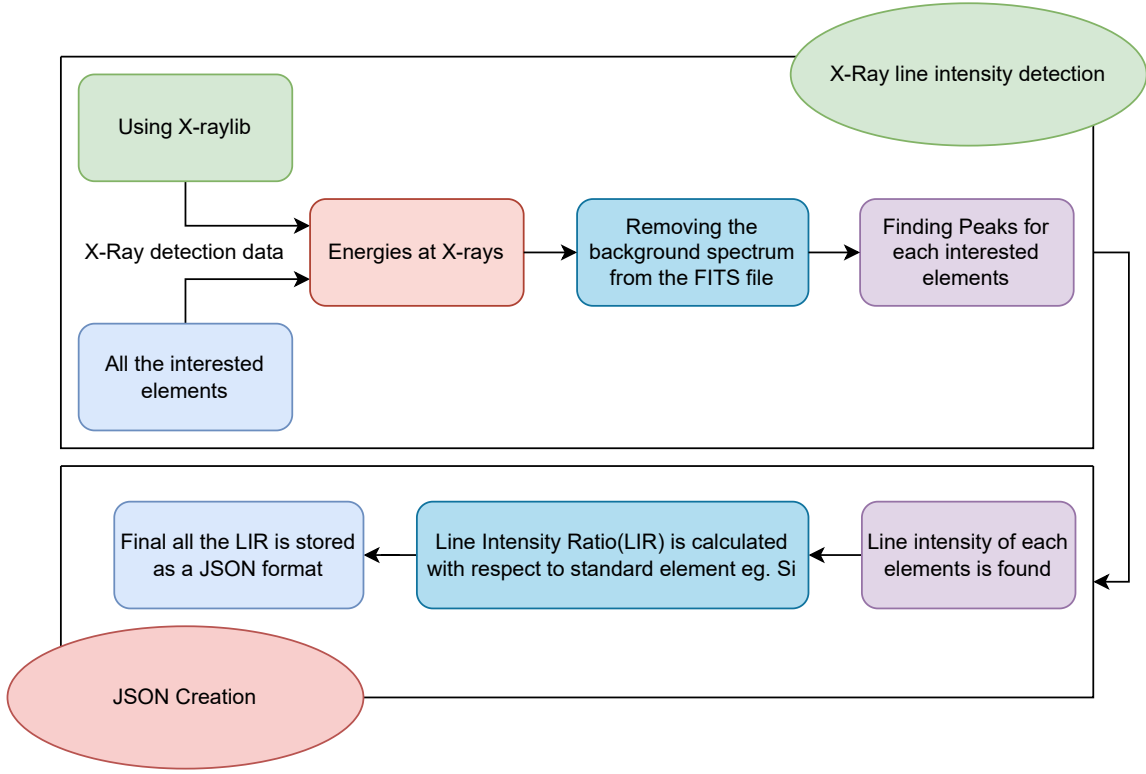 X-Ray line intensity detection
Using X-raylib
X-Ray detection data
All the interested
elements
Energies at X-rays
Removing the
background spectrum
from the FITS file
Finding Peaks for
each interested
elements
Line intensity of each
elements is found
Line Intensity Ratio(LIR) is calculated
with respect to standard element eg. Si
Final all the LIR is stored
as a JSON format
JSON Creation